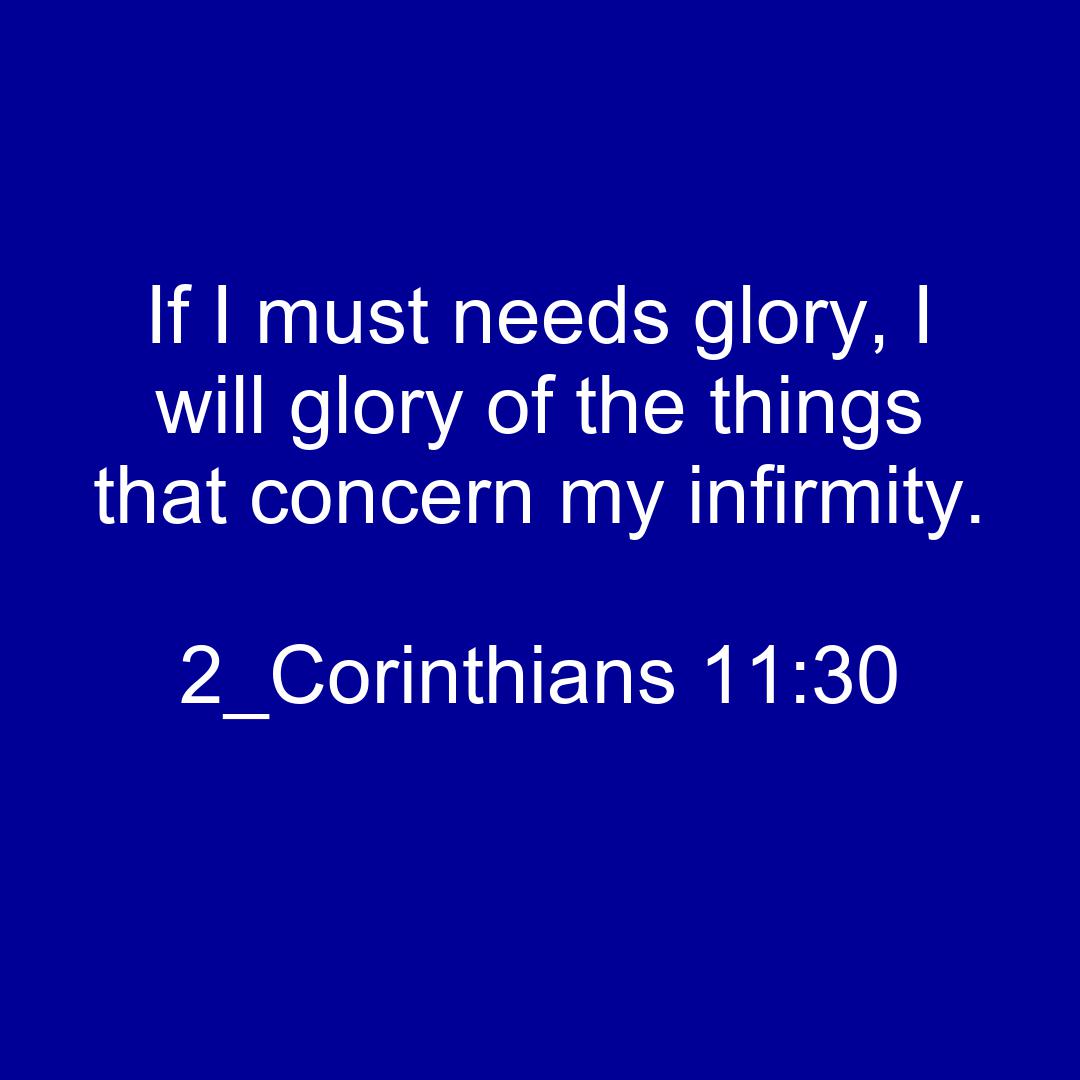 If I must needs glory, I
will glory of the things
that concern my infirmity.
2_Corinthians 11:30